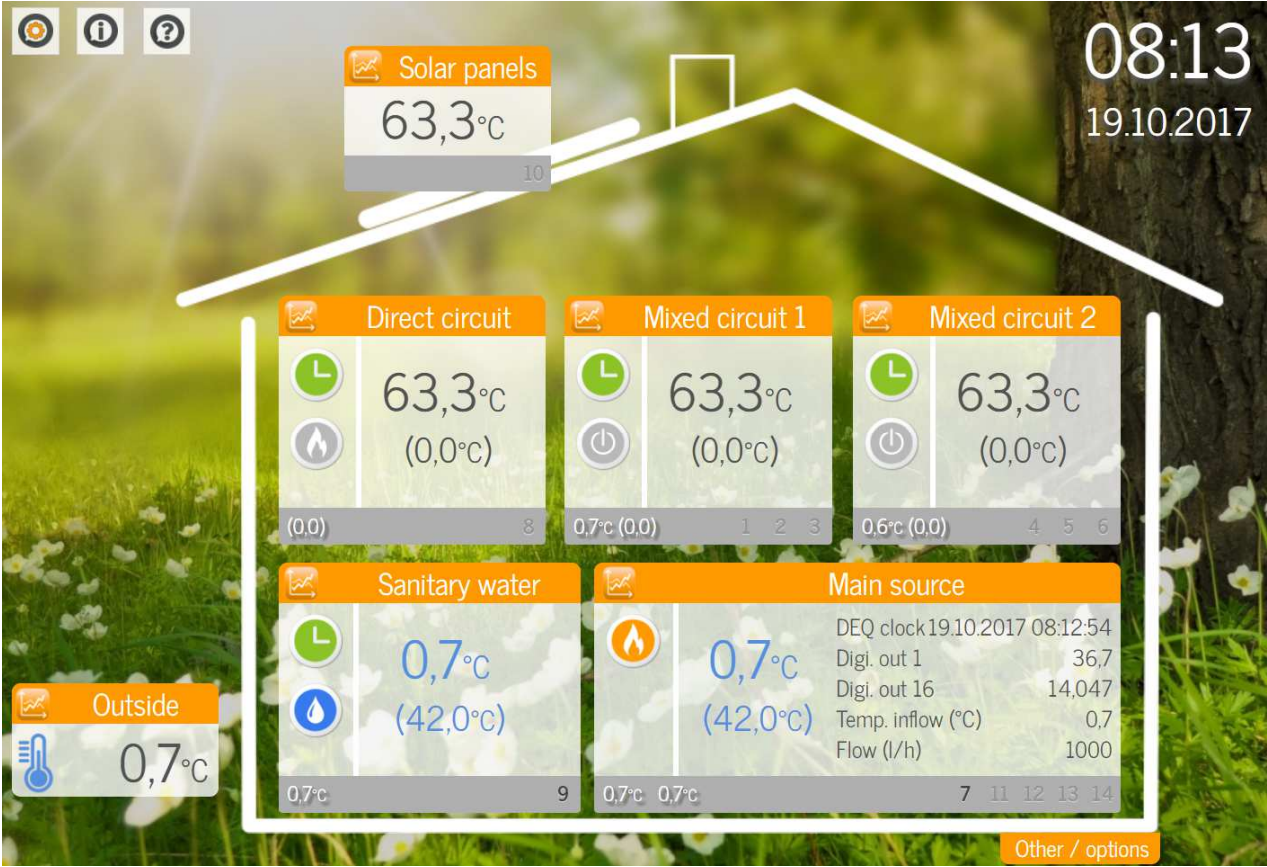 08:13
19.10.2017
Solar panels
63,3°C
10
Direct circuit
63,3°C
(0,0°C)
(0,0) 8
Mixed circuit 1
63,3°C
(0,0°C)
0,7°C (0,0) 1 2 3
Mixed circuit 2
63,3°C
(0,0°C)
0,6°C (0,0) 4 5 6
Sanitary water
0,7°C
(42,0°C)
0,7°C 9
Main source
0,7°C
(42,0°C)
DEQ clock 19.10.2017 08:12:54
Digi. out 1 36,7
Digi. out 16 14,047
Temp. inflow (°C) 0,7
Flow (l/h) 1000
0,7°C 0,7°C 7 11 12 13 14
Outside
0,7°C
Other / options